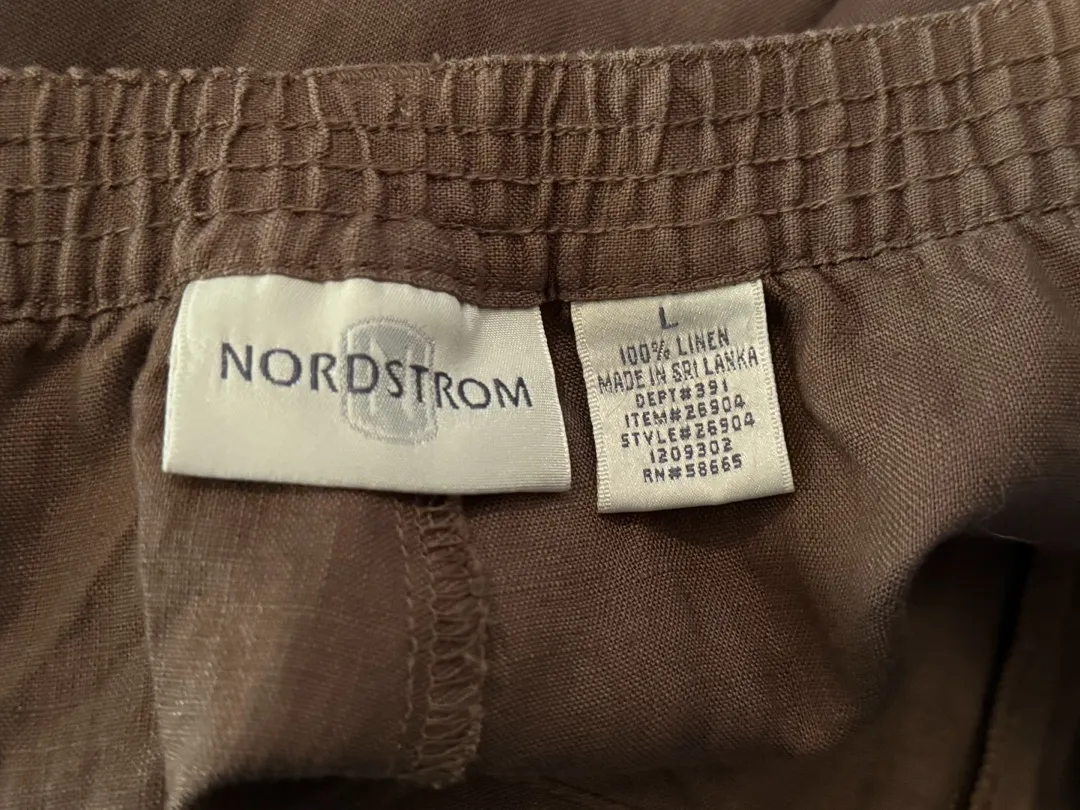 NORDSTROM
N
L
100% LINEN
MADE IN SRI LANKA
DEPT#391
ITEM#26904
STYLE#26904
1209302
RN#58665